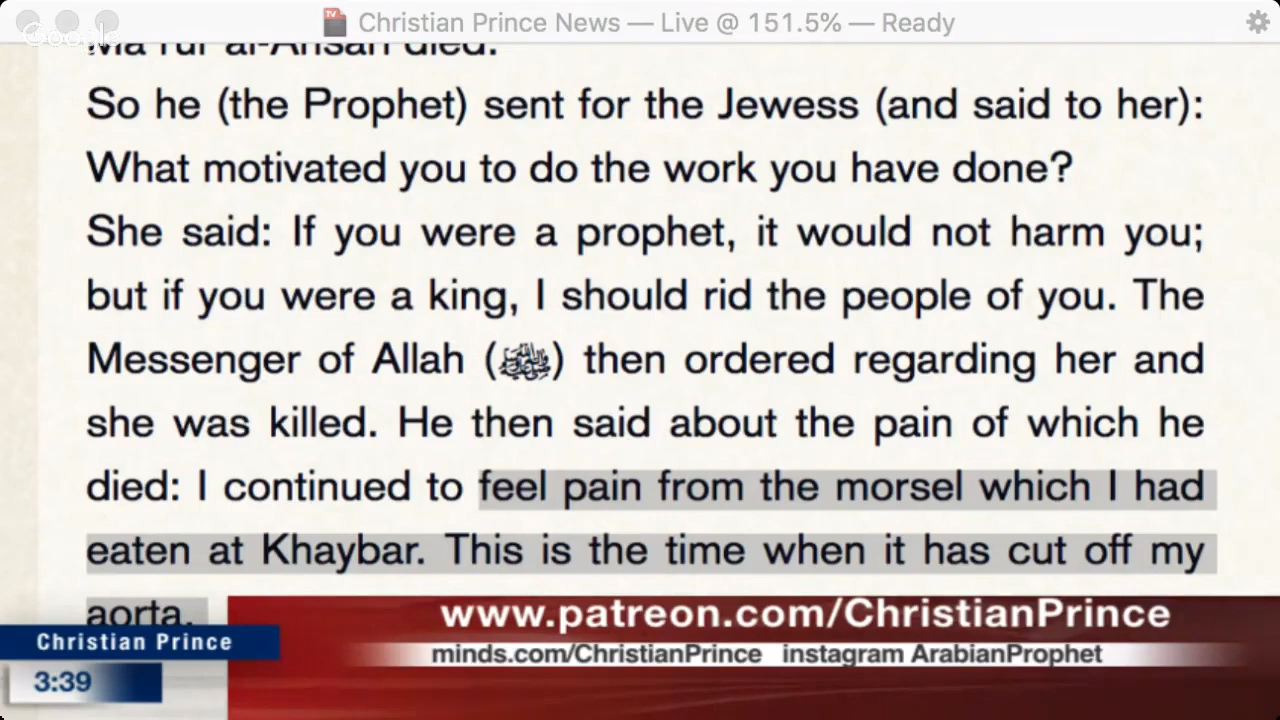 Christian Prince News — Live @ 151.5% — Ready
Google
died.
So he (the Prophet) sent for the Jewess (and said to her):
What motivated you to do the work you have done?
She said: If you were a prophet, it would not harm you;
but if you were a king, I should rid the people of you. The
Messenger of Allah (ﷺ) then ordered regarding her and
she was killed. He then said about the pain of which he
died: I continued to feel pain from the morsel which I had
eaten at Khaybar. This is the time when it has cut off my
aorta.
www.patreon.com/ChristianPrince
Christian Prince
minds.com/ChristianPrince instagram ArabianProphet
3:39